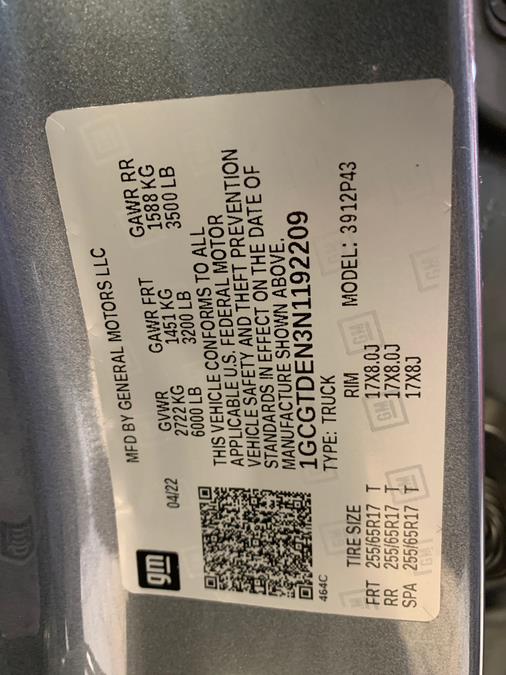 gm
MFD BY GENERAL MOTORS LLC
04/22
GVWR GAWR FRT GAWR RR
2722 KG 1451 KG 1588 KG
6000 LB 3200 LB 3500 LB
THIS VEHICLE CONFORMS TO ALL
APPLICABLE U.S. FEDERAL MOTOR
VEHICLE SAFETY AND THEFT PREVENTION
STANDARDS IN EFFECT ON THE DATE OF
MANUFACTURE SHOWN ABOVE.
1GCGTDEN3N1192209
464C
TYPE: TRUCK MODEL: 3912P43
TIRE SIZE RIM
FRT 255/65R17 T 17X8.0J
RR 255/65R17 T 17X8.0J
SPA 255/65R17 T 17X8J